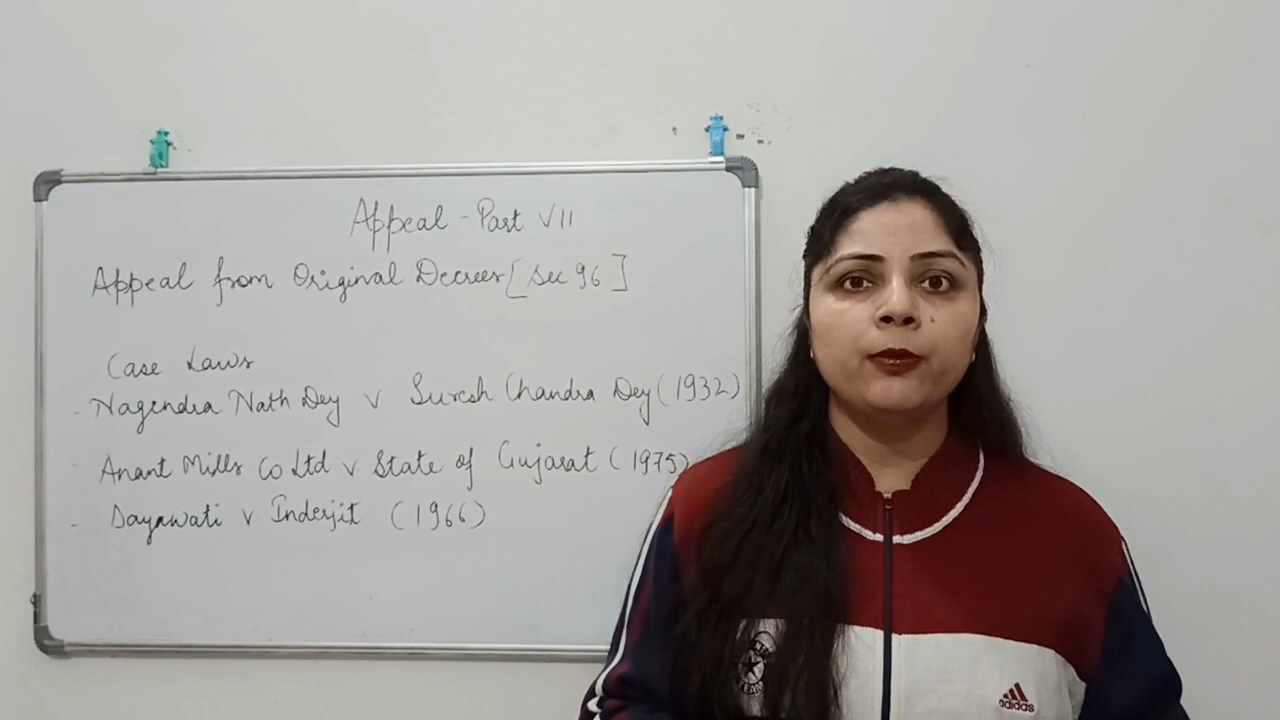 Appeal - Part VII
Appeal from Original Decrees [Sec 96]
Case Laws
- Nagendra Nath Dey v Suresh Chandra Dey (1932)
- Anant Mills Co Ltd v State of Gujarat (1975)
- Dayawati v Inderjit (1966)
adidas